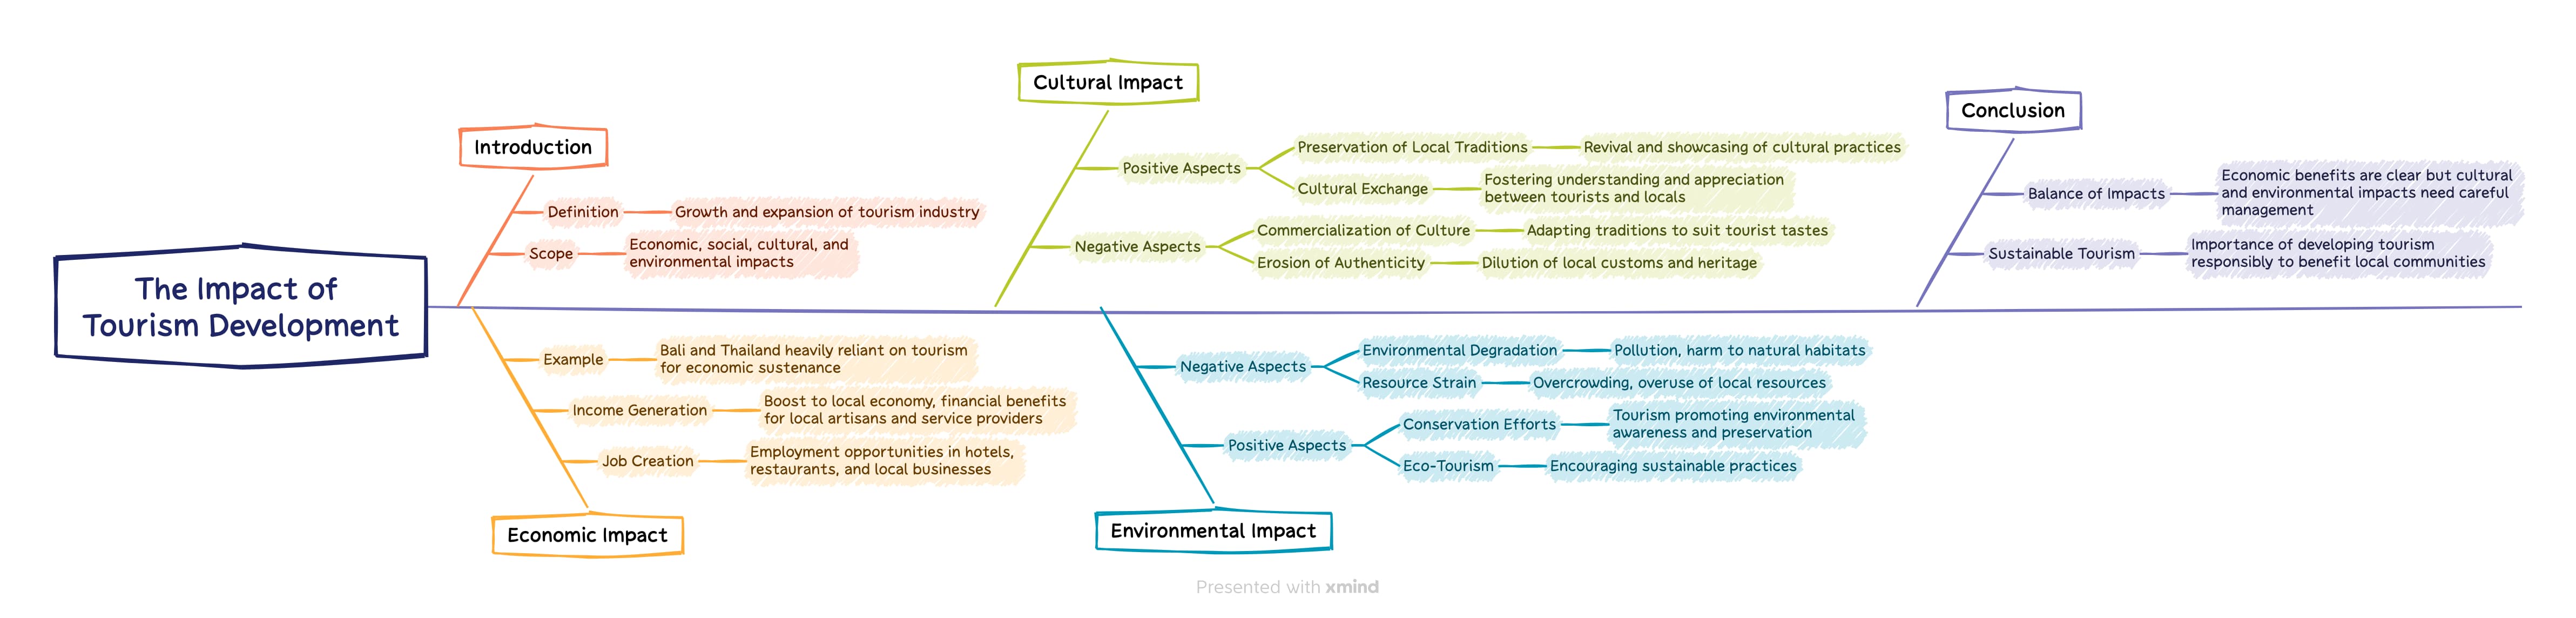 The Impact of
Tourism Development
Introduction
Definition
Growth and expansion of tourism industry
Scope
Economic, social, cultural, and
environmental impacts
Economic Impact
Example
Bali and Thailand heavily reliant on tourism
for economic sustenance
Income Generation
Boost to local economy, financial benefits
for local artisans and service providers
Job Creation
Employment opportunities in hotels,
restaurants, and local businesses
Cultural Impact
Positive Aspects
Preservation of Local Traditions
Revival and showcasing of cultural practices
Cultural Exchange
Fostering understanding and appreciation
between tourists and locals
Negative Aspects
Commercialization of Culture
Adapting traditions to suit tourist tastes
Erosion of Authenticity
Dilution of local customs and heritage
Environmental Impact
Negative Aspects
Environmental Degradation
Pollution, harm to natural habitats
Resource Strain
Overcrowding, overuse of local resources
Positive Aspects
Conservation Efforts
Tourism promoting environmental
awareness and preservation
Eco-Tourism
Encouraging sustainable practices
Conclusion
Balance of Impacts
Economic benefits are clear but cultural
and environmental impacts need careful
management
Sustainable Tourism
Importance of developing tourism
responsibly to benefit local communities
Presented with xmind